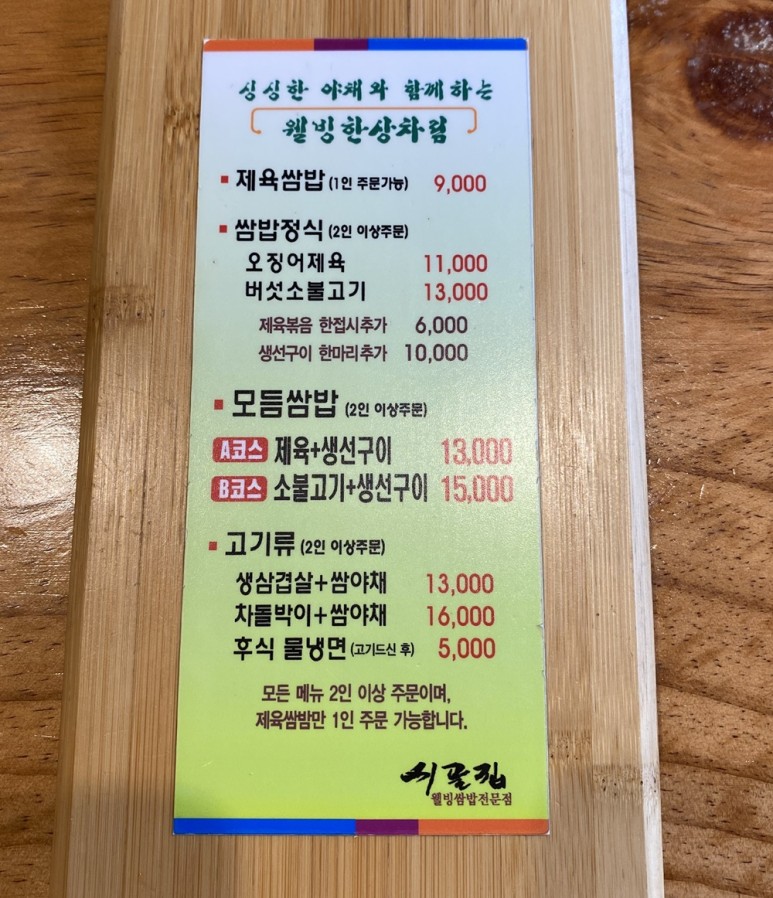 싱싱한 야채와 함께하는
웰빙한상차림
제육쌈밥 (1인 주문가능) 9,000
쌈밥정식 (2인 이상주문)
오징어제육 11,000
버섯소불고기 13,000
제육볶음 한접시추가 6,000
생선구이 한마리추가 10,000
모듬쌈밥 (2인 이상주문)
A코스 제육+생선구이 13,000
B코스 소불고기+생선구이 15,000
고기류 (2인 이상주문)
생삼겹살+쌈야채 13,000
차돌박이+쌈야채 16,000
후식 물냉면 (고기드신 후) 5,000
모든 메뉴 2인 이상 주문이며,
제육쌈밥만 1인 주문 가능합니다.
시골집
웰빙쌈밥전문점